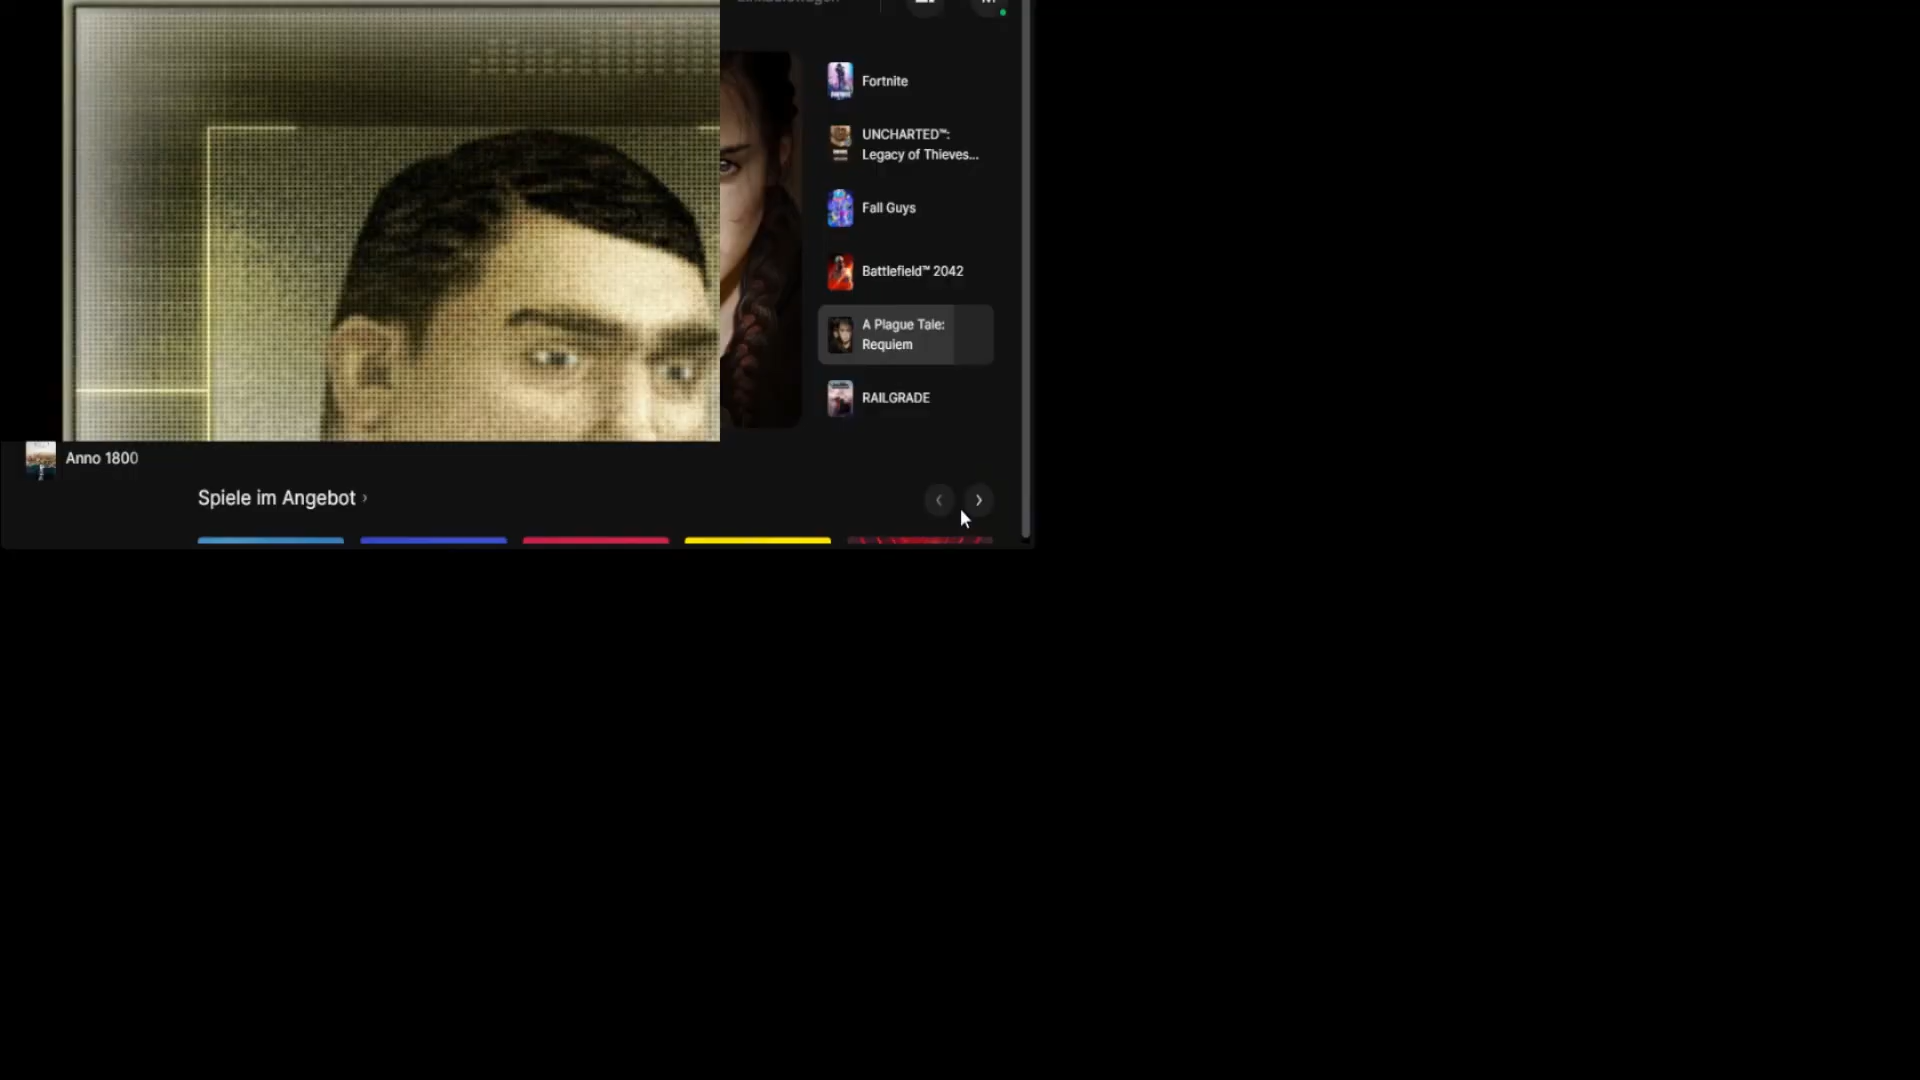 Fortnite
UNCHARTED™:
Legacy of Thieves...
Fall Guys
Battlefield™ 2042
A Plague Tale:
Requiem
RAILGRADE
Anno 1800
Spiele im Angebot ›